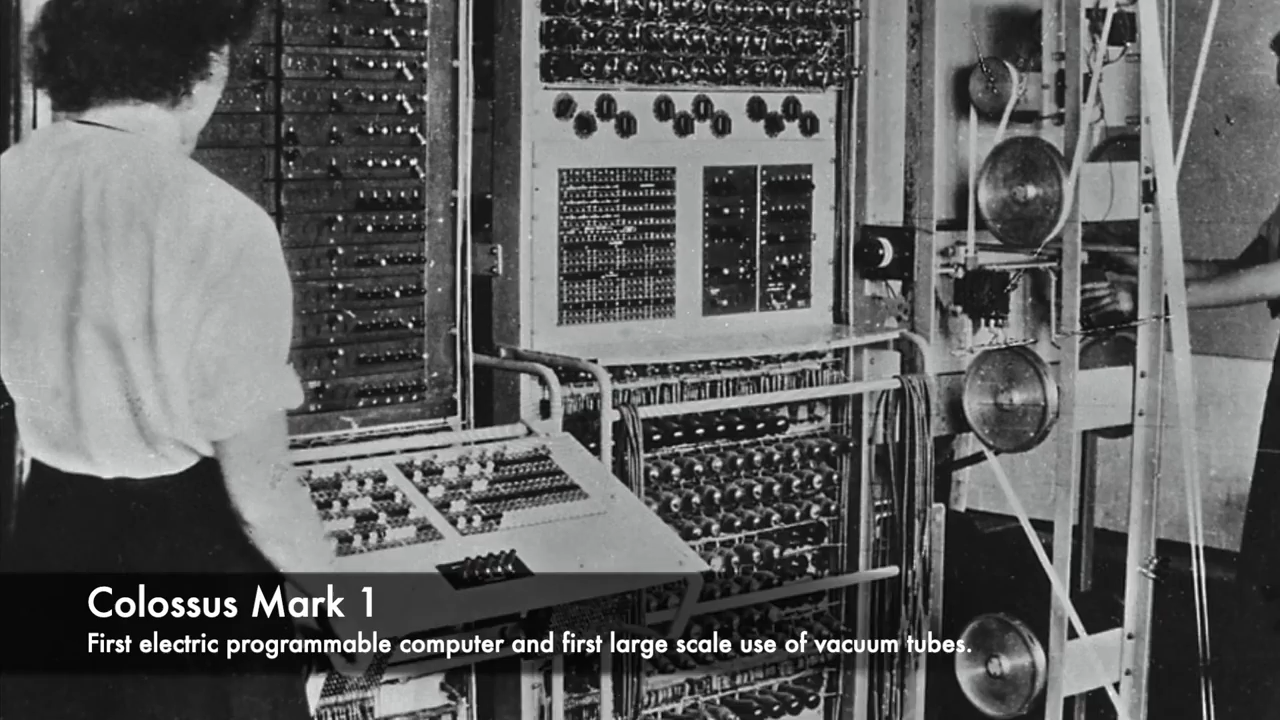 Colossus Mark 1
First electric programmable computer and first large scale use of vacuum tubes.